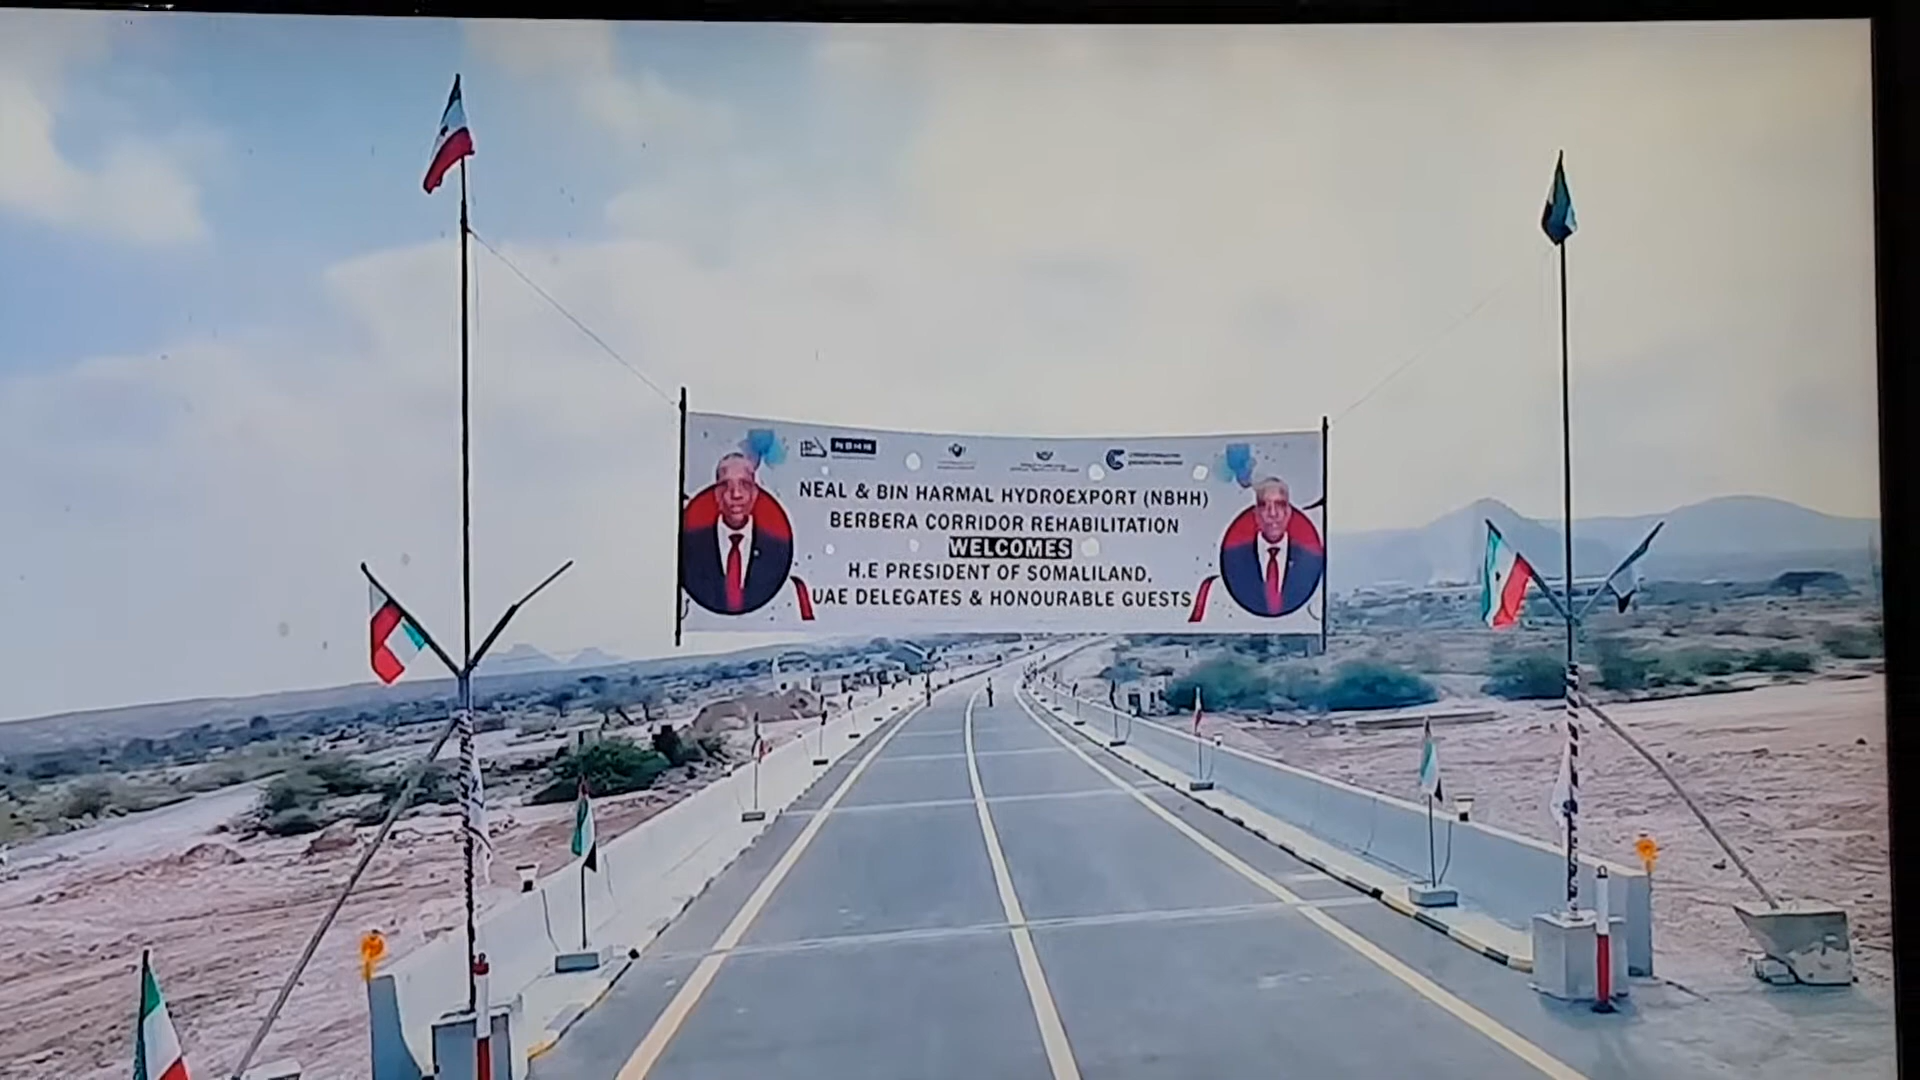 NBHH
NEAL & BIN HARMAL HYDROEXPORT (NBHH)
BERBERA CORRIDOR REHABILITATION
WELCOMES
H.E PRESIDENT OF SOMALILAND,
UAE DELEGATES & HONOURABLE GUESTS